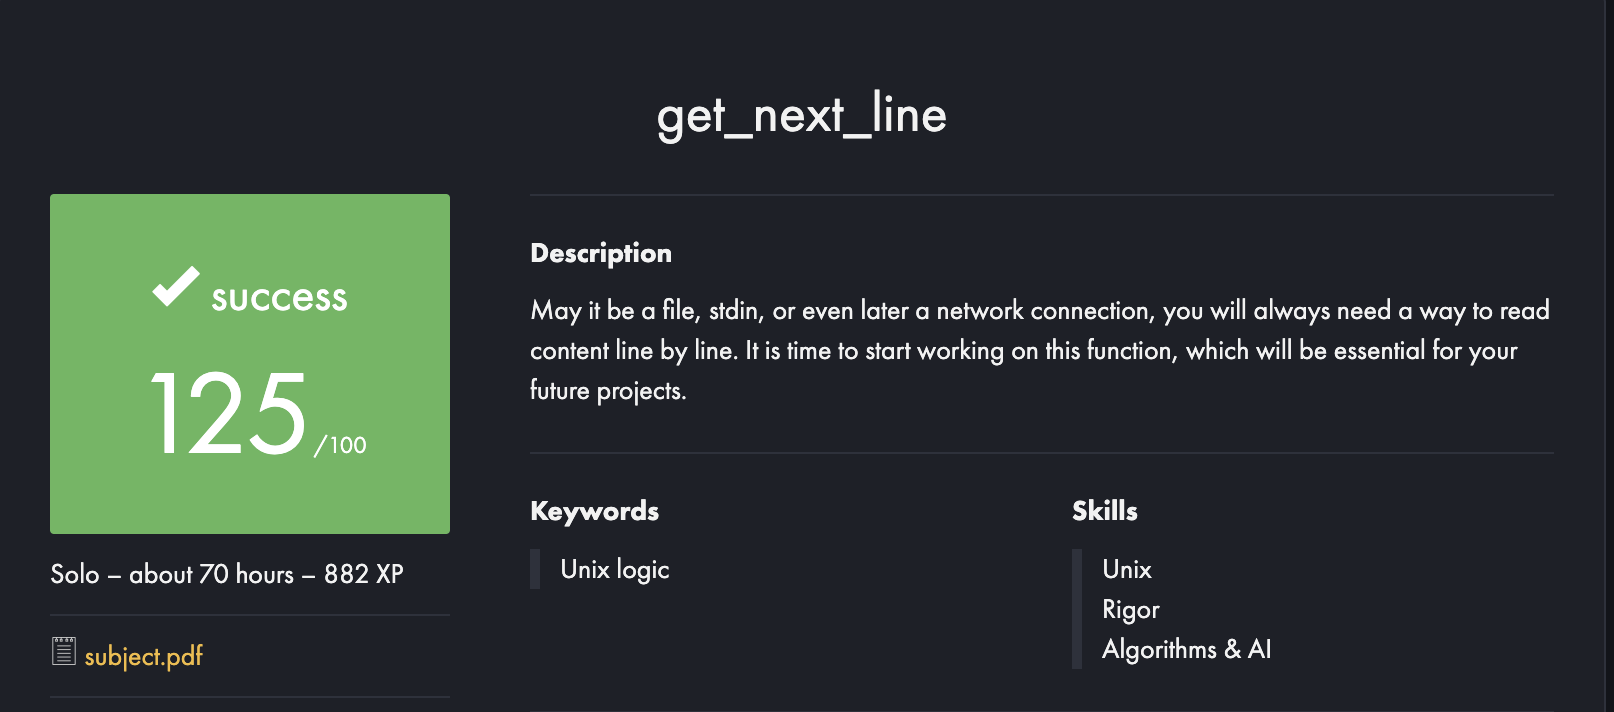 get_next_line
success
125 /100
Solo – about 70 hours – 882 XP
subject.pdf
Description
May it be a file, stdin, or even later a network connection, you will always need a way to read
content line by line. It is time to start working on this function, which will be essential for your
future projects.
Keywords
Unix logic
Skills
Unix
Rigor
Algorithms & AI